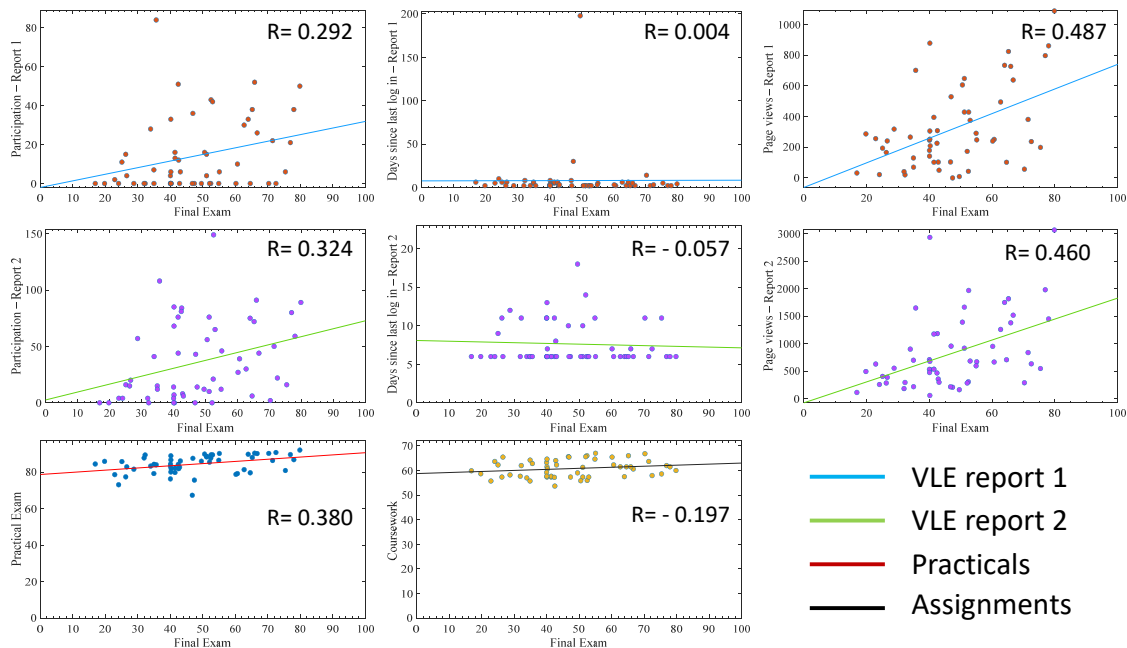 R= 0.292
Participation – Report 1
80
60
40
20
0
0 10 20 30 40 50 60 70 80 90 100
Final Exam
R= 0.004
Days since last log in – Report 1
200
150
100
50
0
0 10 20 30 40 50 60 70 80 90 100
Final Exam
R= 0.487
Page views – Report 1
1000
800
600
400
200
0
0 20 40 60 80 100
Final Exam
R= 0.324
Participation – Report 2
150
100
50
0
0 10 20 30 40 50 60 70 80 90 100
Final Exam
R= - 0.057
Days since last log in – Report 2
20
15
10
5
0
0 10 20 30 40 50 60 70 80 90 100
Final Exam
R= 0.460
Page views – Report 2
3000
2500
1960
1500
1000
500
0
0 20 40 60 80 100
Final Exam
R= 0.380
Practical Exam
80
60
40
20
0
0 10 20 30 40 50 60 70 80 90 100
Final Exam
R= - 0.197
Coursework
70
60
50
40
30
20
10
0
0 10 20 30 40 50 60 70 80 90 100
Final Exam
VLE report 1
VLE report 2
Practicals
Assignments